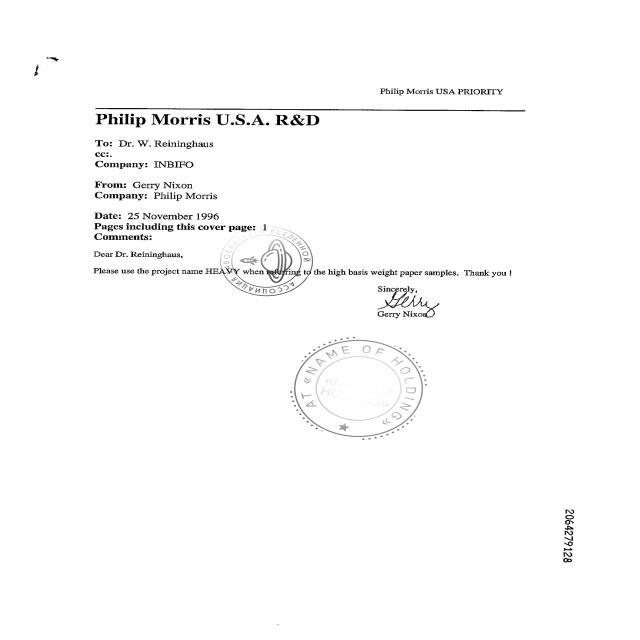 Philip Morris USA PRIORITY
Philip Morris U.S.A. R&D
To: Dr. W. Reininghaus
cc:.
Company: INBIFO
From: Gerry Nixon
Company: Philip Morris
Date: 25 November 1996
Pages including this cover page: 1
Comments:
Dear Dr. Reininghaus,
ВСЕЛЕННОЙ
АССОЦИАЦИЯ
Please use the project name HEAVY when referring to the high basis weight paper samples. Thank you !
Sincerely,
Gerry
Gerry Nixon
AT «NAME OF HOLDING»
2064279128